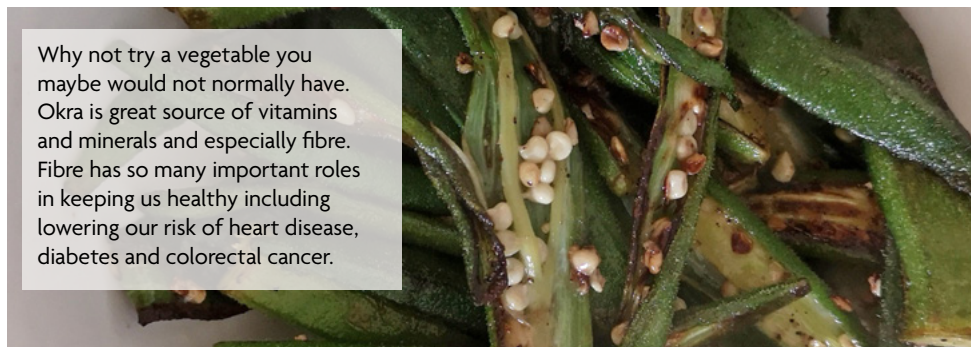 Why not try a vegetable you
maybe would not normally have.
Okra is great source of vitamins
and minerals and especially fibre.
Fibre has so many important roles
in keeping us healthy including
lowering our risk of heart disease,
diabetes and colorectal cancer.